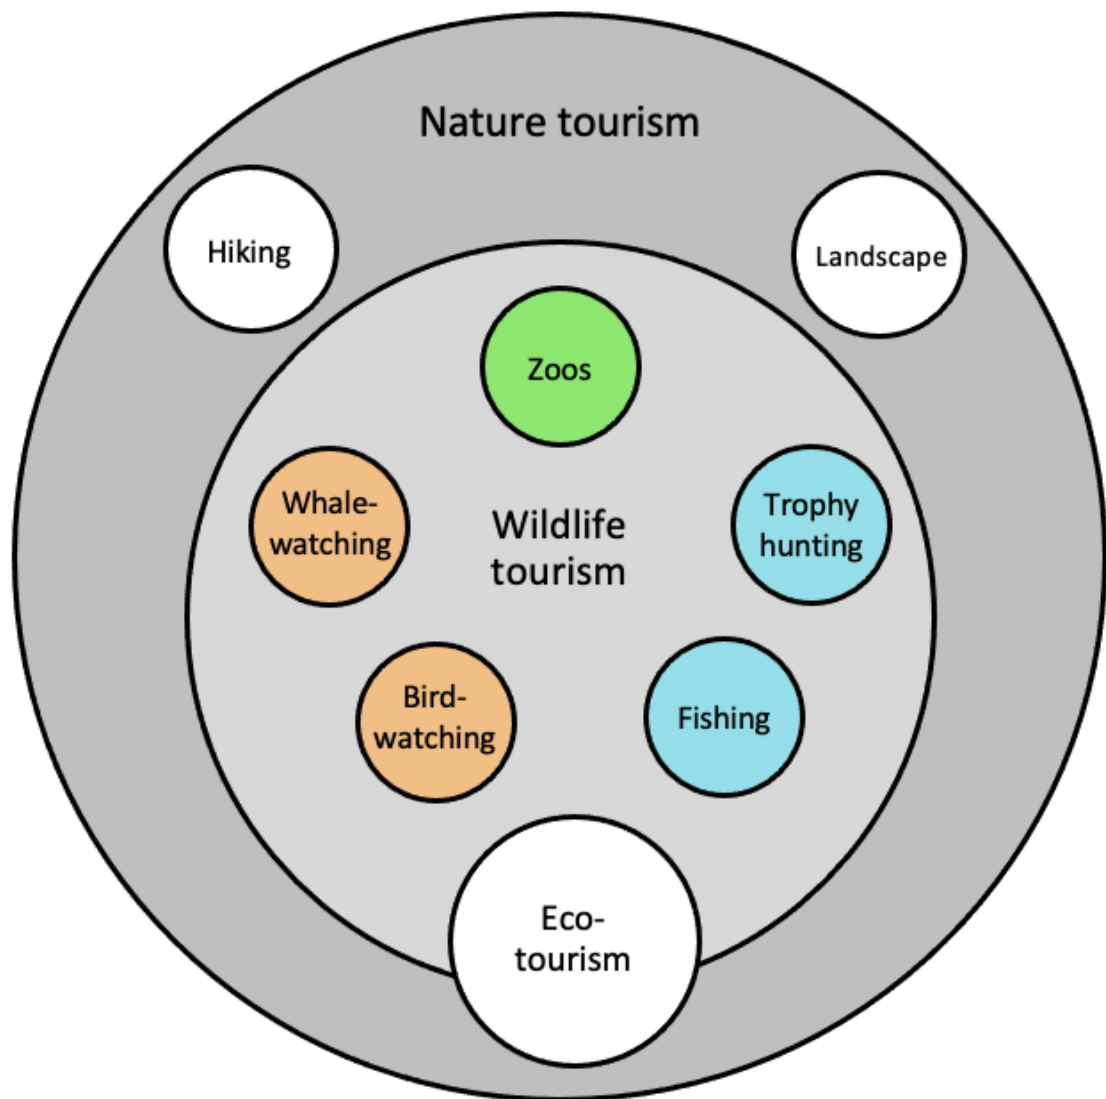 Nature tourism
Hiking
Landscape
Zoos
Whale-
watching
Wildlife
tourism
Trophy
hunting
Bird-
watching
Fishing
Eco-
tourism